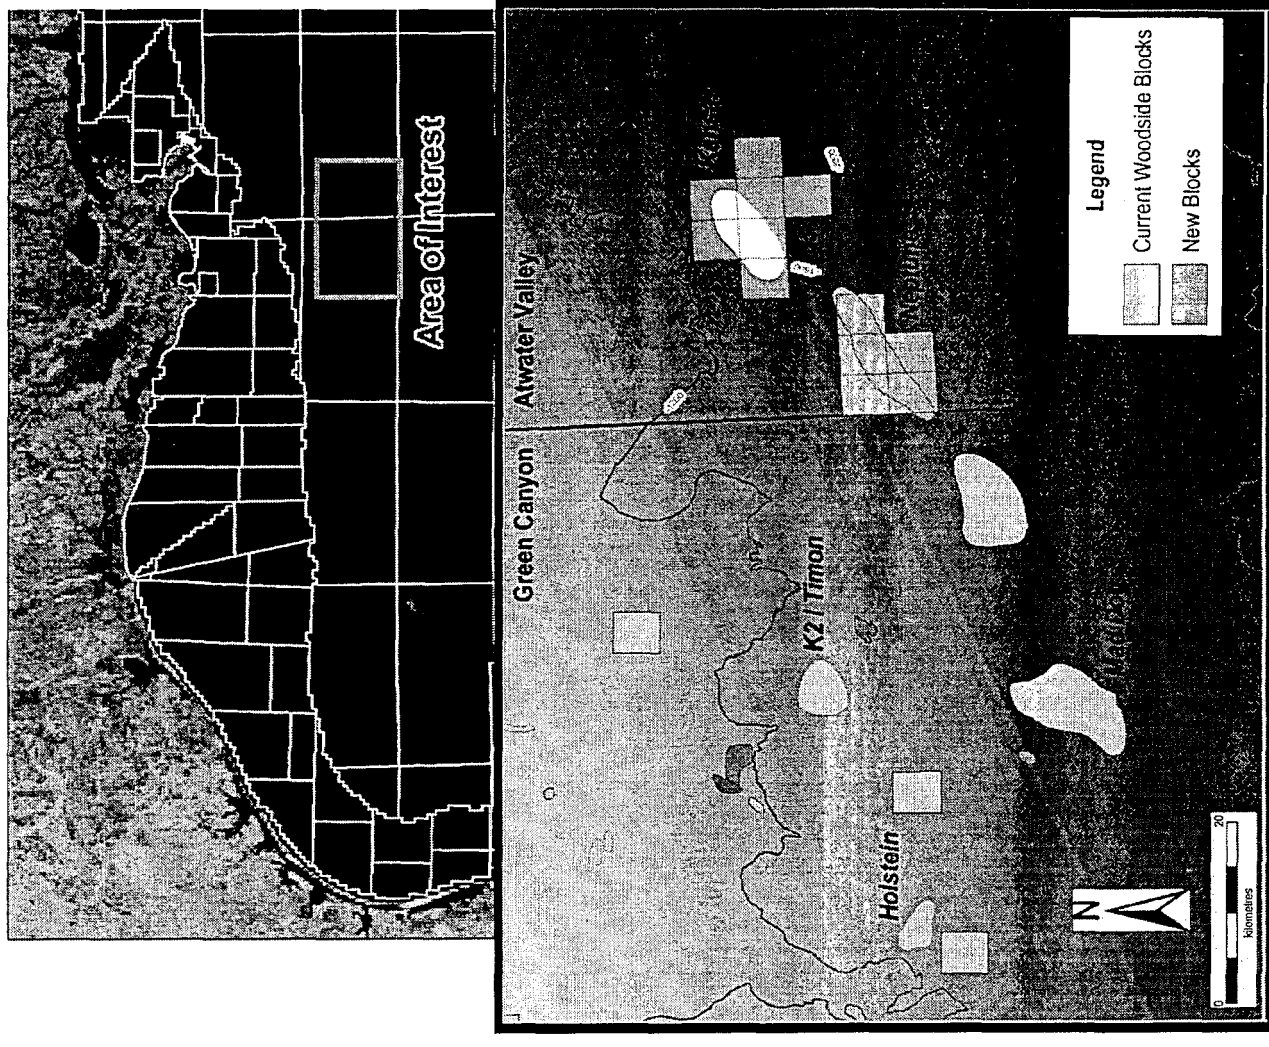 Area of Interest
Green Canyon
Atwater Valley
K2 / Timon
Holstein
Legend
Current Woodside Blocks
New Blocks
N
0
20
kilometres